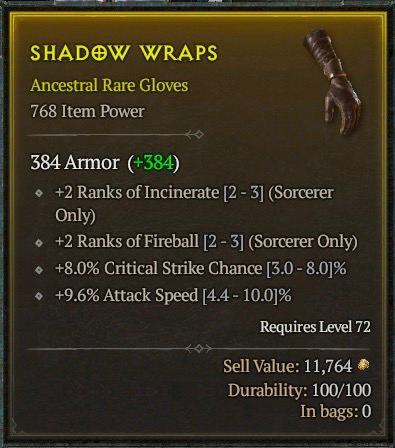 SHADOW WRAPS
Ancestral Rare Gloves
768 Item Power
384 Armor (+384)
+2 Ranks of Incinerate [2 - 3] (Sorcerer
Only)
+2 Ranks of Fireball [2 - 3] (Sorcerer Only)
+8.0% Critical Strike Chance [3.0 - 8.0]%
+9.6% Attack Speed [4.4 - 10.0]%
Requires Level 72
Sell Value: 11,764
Durability: 100/100
In bags: 0